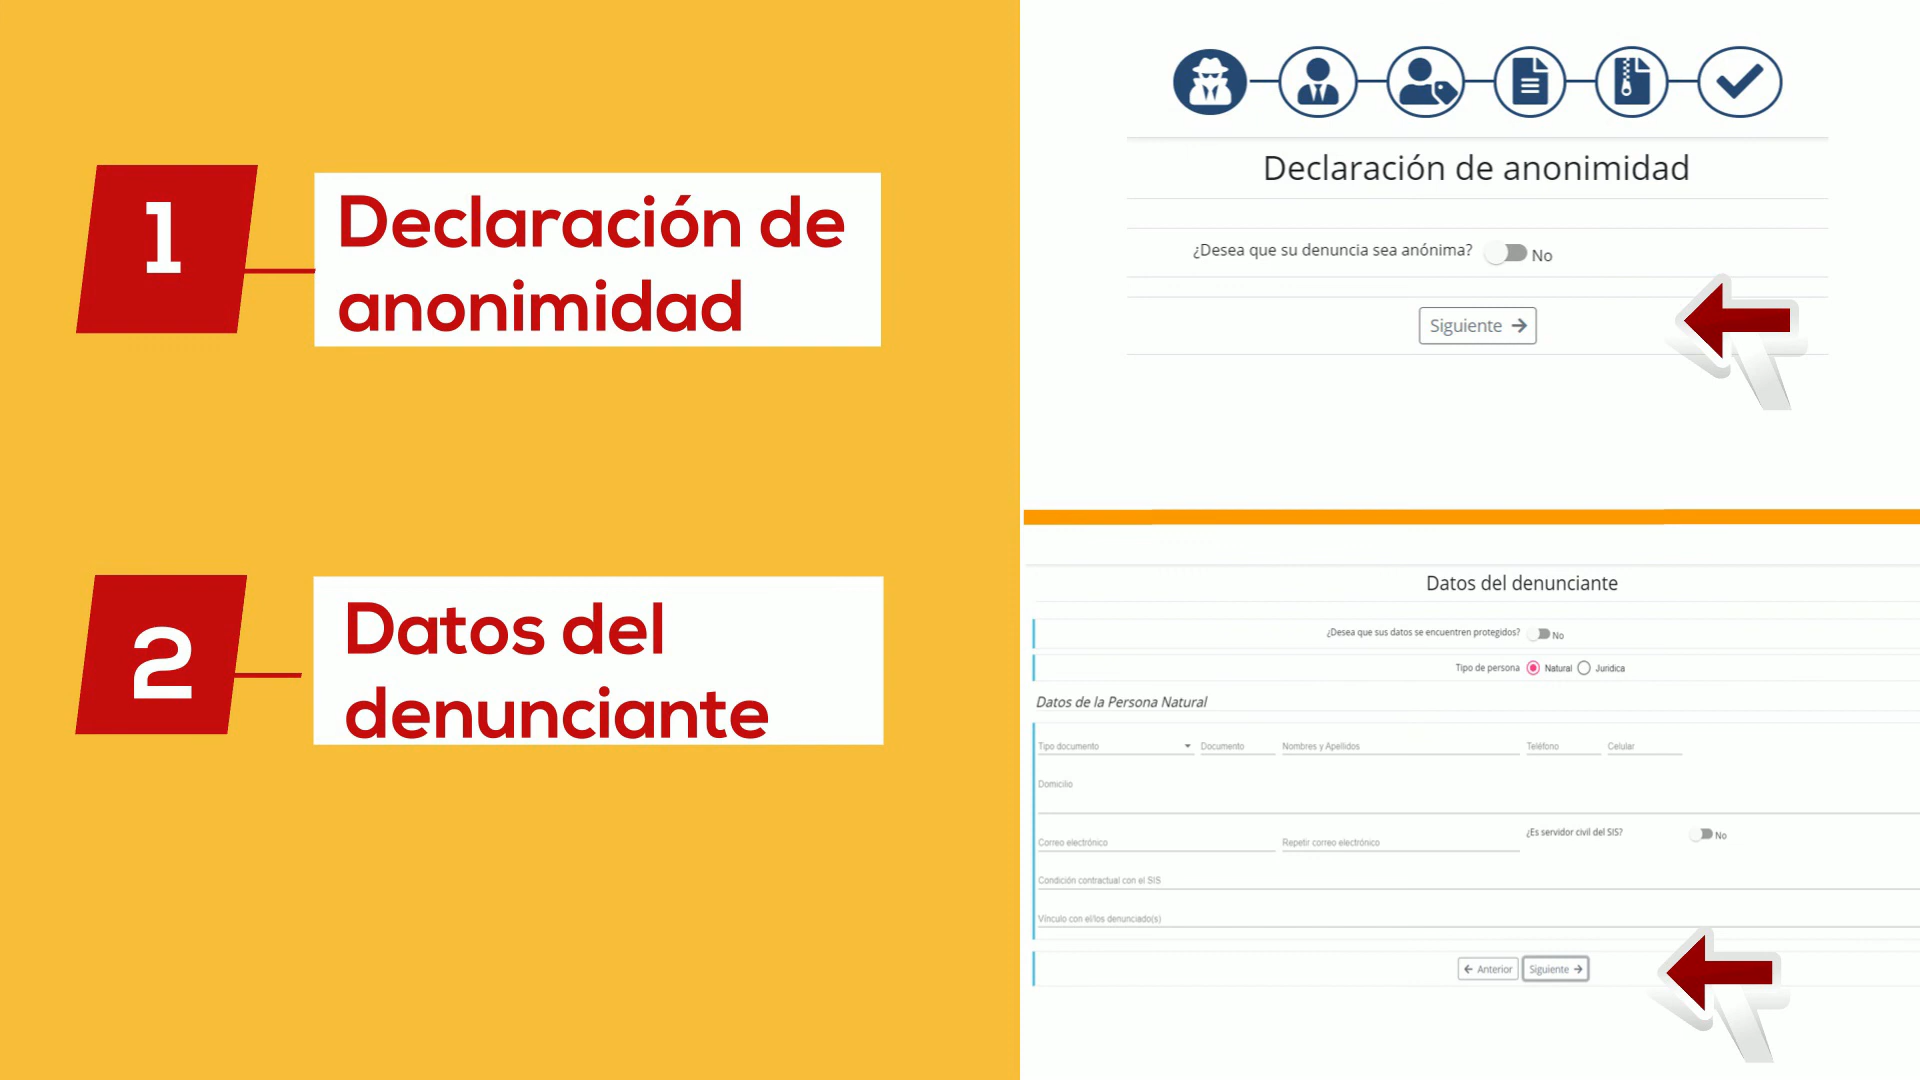 1
Declaración de
anonimidad
2
Datos del
denunciante
Declaración de anonimidad
¿Desea que su denuncia sea anónima? No
Siguiente
Datos del denunciante
¿Desea que sus datos se encuentren protegidos? No
Tipo de persona Natural Juridica
Datos de la Persona Natural
Tipo documento Documento Nombres y Apellidos Teléfono Celular
Domicilio
Correo electrónico Repetir correo electrónico ¿Es servidor civil del SIS? No
Condición contractual con el SIS
Vínculo con el/los denunciado(s)
Anterior Siguiente